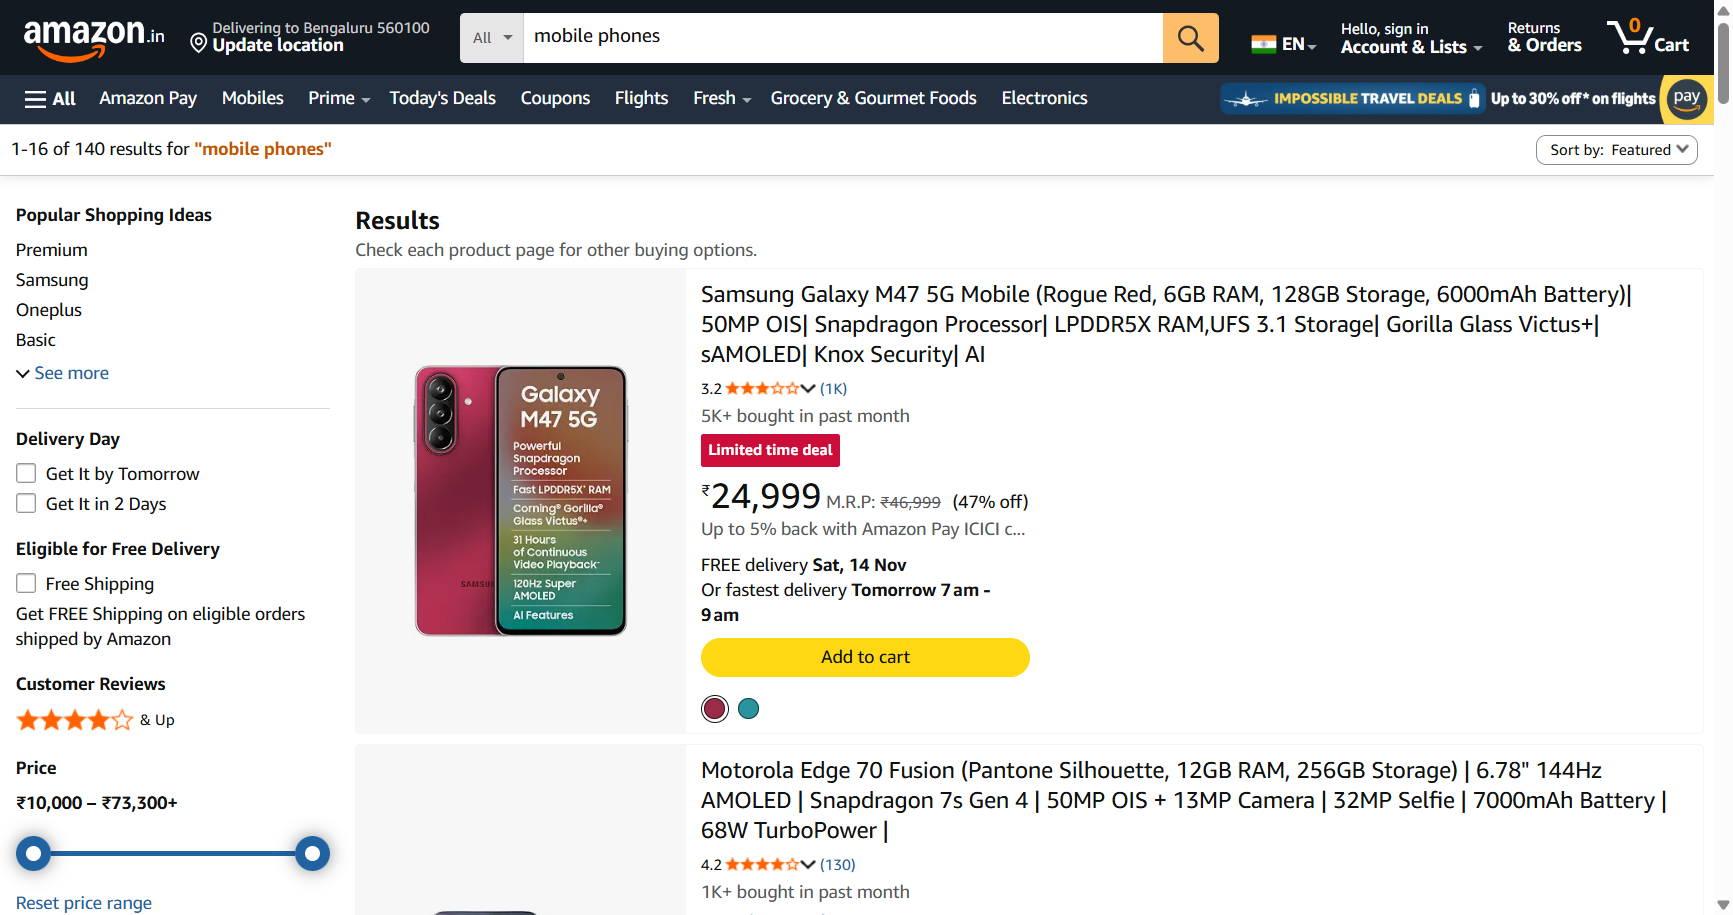 amazon.in
Delivering to Bengaluru 560100
Update location
All
mobile phones
EN
Hello, sign in
Account & Lists
Returns
& Orders
0
Cart
All
Amazon Pay
Mobiles
Prime
Today's Deals
Coupons
Flights
Fresh
Grocery & Gourmet Foods
Electronics
IMPOSSIBLE TRAVEL DEALS
Up to 30% off* on flights
pay
1-16 of 140 results for "mobile phones"
Sort by: Featured
Popular Shopping Ideas
Premium
Samsung
Oneplus
Basic
See more
Delivery Day
Get It by Tomorrow
Get It in 2 Days
Eligible for Free Delivery
Free Shipping
Get FREE Shipping on eligible orders
shipped by Amazon
Customer Reviews
& Up
Price
₹10,000 – ₹73,300+
Reset price range
Results
Check each product page for other buying options.
Galaxy
M47 5G
Powerful
Snapdragon
Processor
Fast LPDDR5X* RAM
Corning® Gorilla®
Glass Victus®+
31 Hours
of Continuous
Video Playback~
120Hz Super
AMOLED
AI Features
Samsung Galaxy M47 5G Mobile (Rogue Red, 6GB RAM, 128GB Storage, 6000mAh Battery)|
50MP OIS| Snapdragon Processor| LPDDR5X RAM,UFS 3.1 Storage| Gorilla Glass Victus+|
sAMOLED| Knox Security| AI
3.2 (1K)
5K+ bought in past month
Limited time deal
₹24,999 M.R.P: ₹46,999 (47% off)
Up to 5% back with Amazon Pay ICICI c...
FREE delivery Sat, 14 Nov
Or fastest delivery Tomorrow 7 am -
9 am
Add to cart
Motorola Edge 70 Fusion (Pantone Silhouette, 12GB RAM, 256GB Storage) | 6.78" 144Hz
AMOLED | Snapdragon 7s Gen 4 | 50MP OIS + 13MP Camera | 32MP Selfie | 7000mAh Battery |
68W TurboPower |
4.2 (130)
1K+ bought in past month